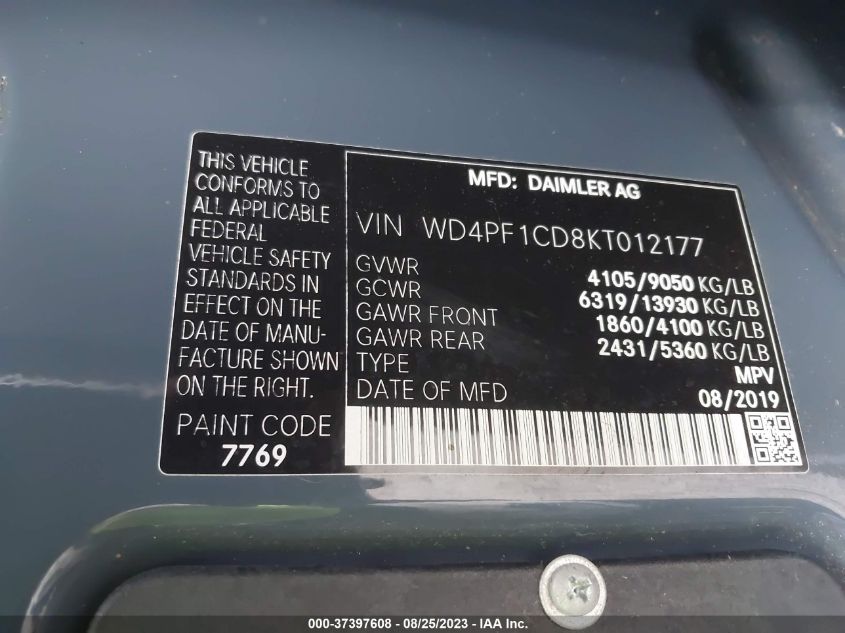 THIS VEHICLE
CONFORMS TO
ALL APPLICABLE
FEDERAL
VEHICLE SAFETY
STANDARDS IN
EFFECT ON THE
DATE OF MANU-
FACTURE SHOWN
ON THE RIGHT.
PAINT CODE
7769
MFD: DAIMLER AG
VIN WD4PF1CD8KT012177
GVWR 4105/9050 KG/LB
GCWR 6319/13930 KG/LB
GAWR FRONT 1860/4100 KG/LB
GAWR REAR 2431/5360 KG/LB
TYPE MPV
DATE OF MFD 08/2019
000-37397608 - 08/25/2023 - IAA Inc.